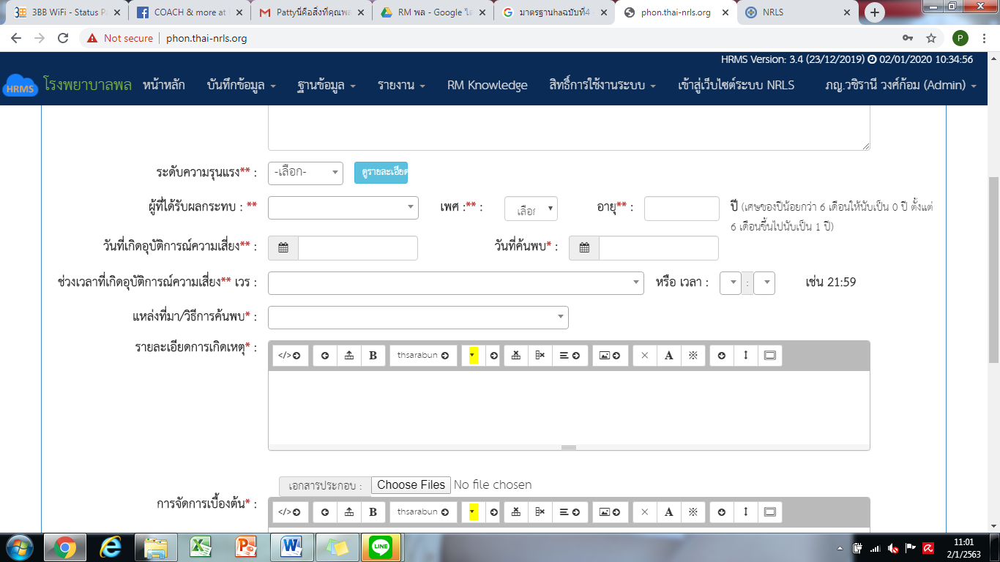 3BB WiFi - Status P
COACH & more at
Pattyนี่คือสิ่งที่คุณพล
RM พล - Google ไ
มาตรฐานhaฉบับที่4
phon.thai-nrls.org
NRLS
Not secure
phon.thai-nrls.org
P
HRMS Version: 3.4 (23/12/2019) 02/01/2020 10:34:56
HRMS โรงพยาบาลพล หน้าหลัก บันทึกข้อมูล ฐานข้อมูล รายงาน RM Knowledge สิทธิ์การใช้งานระบบ เข้าสู่เว็บไซต์ระบบ NRLS ภญ.วชิรานี วงศ์ก้อม (Admin)
ระดับความรุนแรง** : -เลือก- ดูรายละเอียด
ผู้ที่ได้รับผลกระทบ : ** เพศ :** : เลือก อายุ** : ปี (เศษของปีน้อยกว่า 6 เดือนให้นับเป็น 0 ปี ตั้งแต่
6 เดือนขึ้นไปนับเป็น 1 ปี)
วันที่เกิดอุบัติการณ์ความเสี่ยง** : วันที่ค้นพบ* :
ช่วงเวลาที่เกิดอุบัติการณ์ความเสี่ยง** เวร : หรือ เวลา : : เช่น 21:59
แหล่งที่มา/วิธีการค้นพบ* :
รายละเอียดการเกิดเหตุ* :
</> B thsarabun A
เอกสารประกอบ : Choose Files No file chosen
การจัดการเบื้องต้น* :
</> B thsarabun A
LINE
11:01
2/1/2563